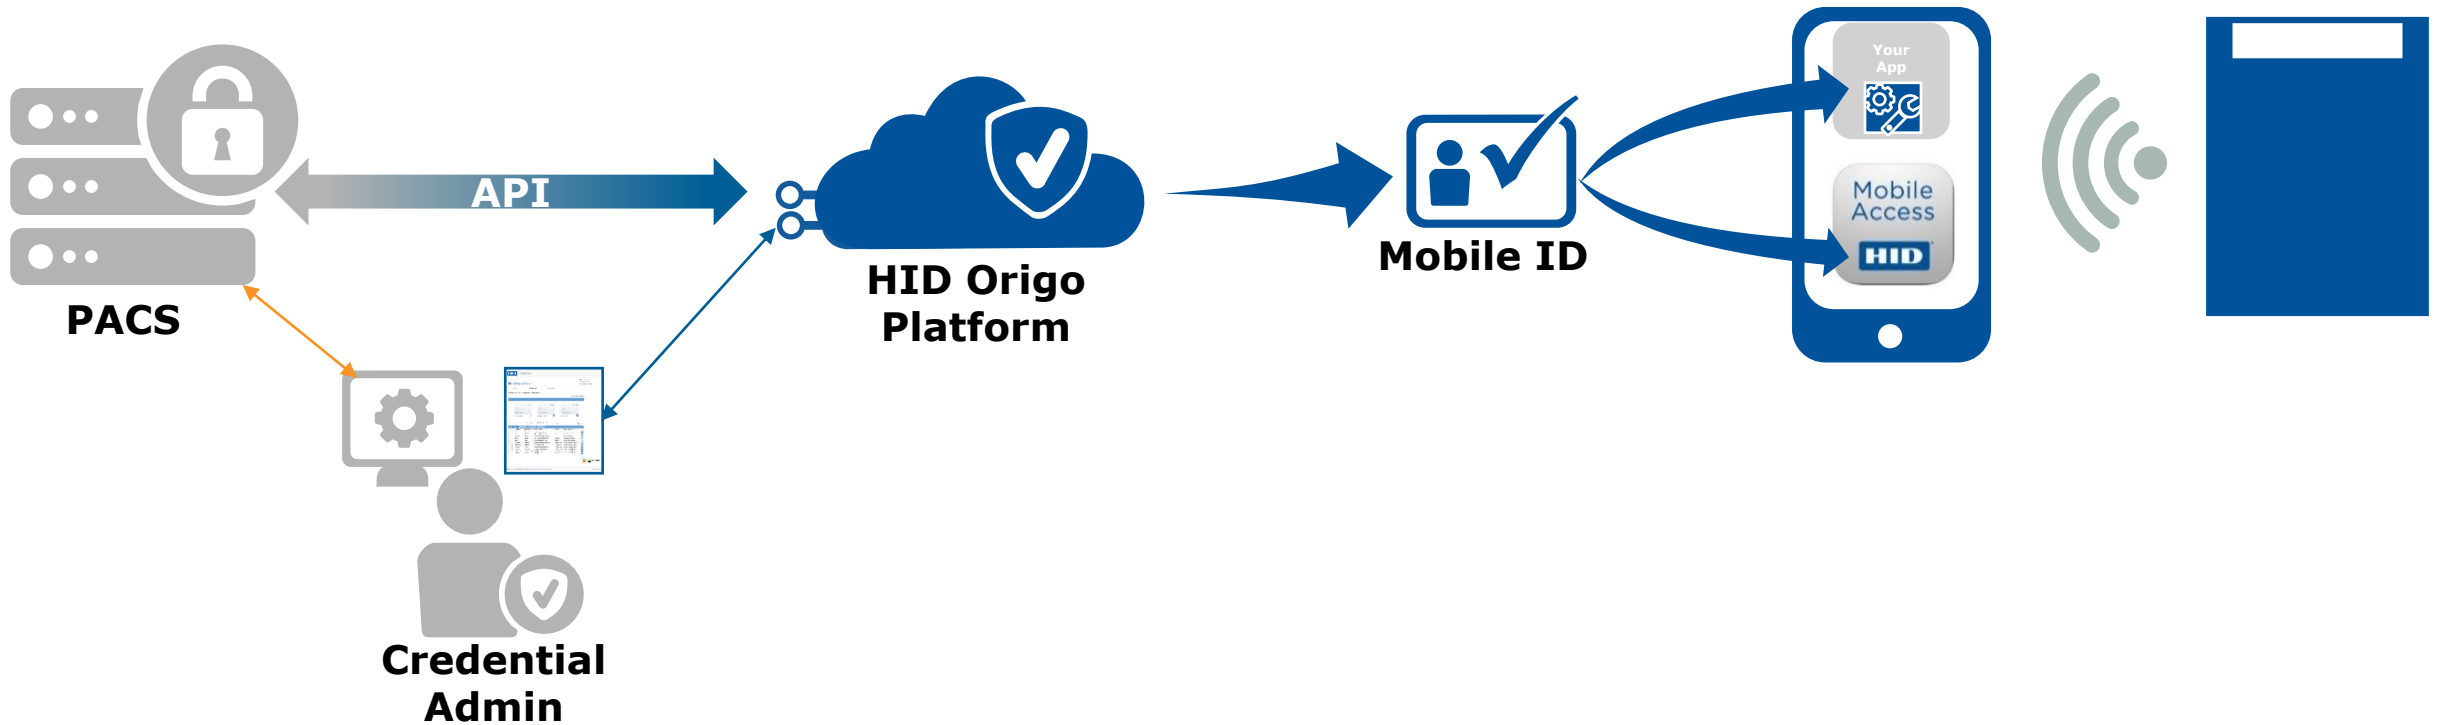 API
PACS
HID Origo
Platform
Mobile ID
Your
App
Mobile
Access
HID
Credential
Admin